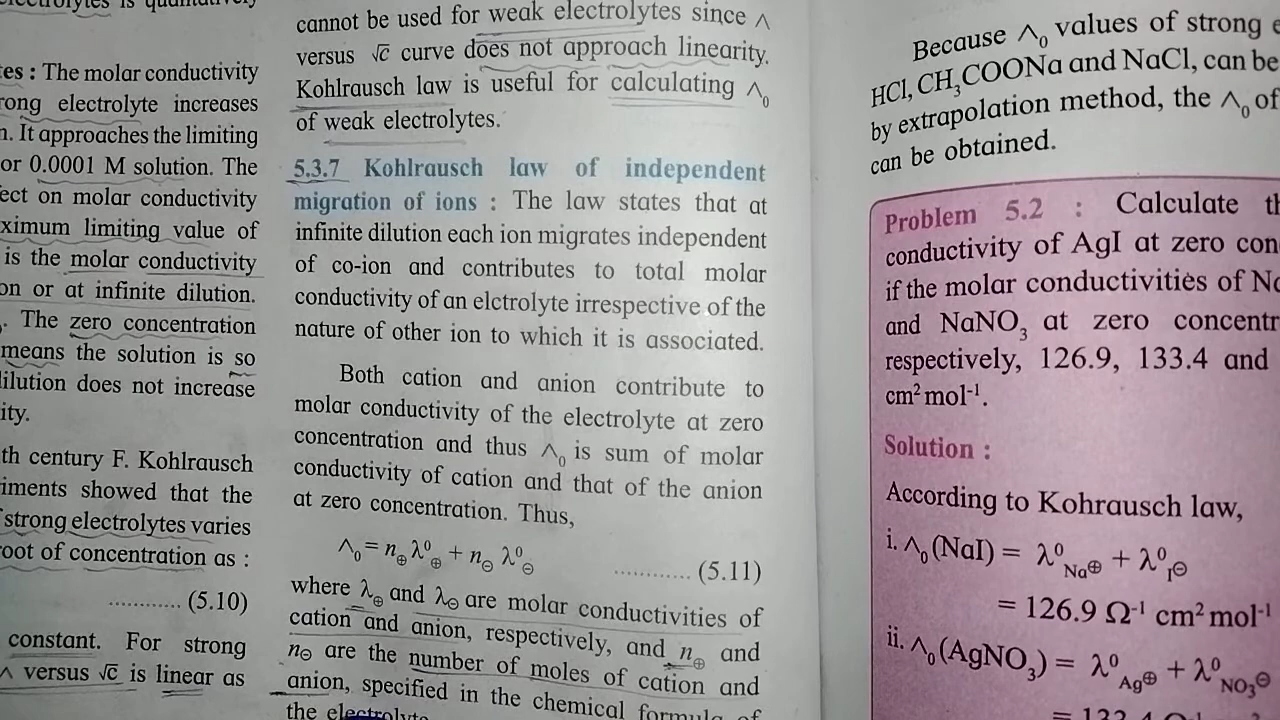 is quantitatively
es : The molar conductivity
rong electrolyte increases
n. It approaches the limiting
or 0.0001 M solution. The
ect on molar conductivity
ximum limiting value of
is the molar conductivity
on or at infinite dilution.
. The zero concentration
means the solution is so
dilution does not increase
ity.
th century F. Kohlrausch
iments showed that the
strong electrolytes varies
oot of concentration as :
............ (5.10)
constant. For strong
∧ versus √c is linear as
cannot be used for weak electrolytes since ∧
versus √c curve does not approach linearity.
Kohlrausch law is useful for calculating ∧₀
of weak electrolytes.
5.3.7 Kohlrausch law of independent
migration of ions : The law states that at
infinite dilution each ion migrates independent
of co-ion and contributes to total molar
conductivity of an elctrolyte irrespective of the
nature of other ion to which it is associated.
Both cation and anion contribute to
molar conductivity of the electrolyte at zero
concentration and thus ∧₀ is sum of molar
conductivity of cation and that of the anion
at zero concentration. Thus,
∧₀ = n⊕ λ⁰⊕ + n⊖ λ⁰⊖ ............ (5.11)
where λ⊕ and λ⊖ are molar conductivities of
cation and anion, respectively, and n⊕ and
n⊖ are the number of moles of cation and
anion, specified in the chemical formula of
the electrolyte
Because ∧₀ values of strong e
HCl, CH₃COONa and NaCl, can be
by extrapolation method, the ∧₀ of
can be obtained.
Problem 5.2 : Calculate th
conductivity of AgI at zero con
if the molar conductivities of Na
and NaNO₃ at zero concentr
respectively, 126.9, 133.4 and
cm² mol⁻¹.
Solution :
According to Kohrausch law,
i. ∧₀ (NaI) = λ⁰Na⊕ + λ⁰I⊖
= 126.9 Ω⁻¹ cm² mol⁻¹
ii. ∧₀ (AgNO₃) = λ⁰Ag⊕ + λ⁰NO₃⊖